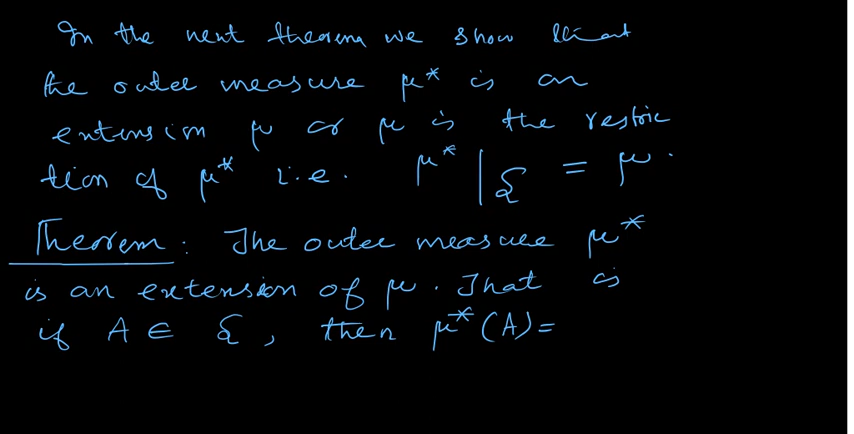 In the next theorem we show that
the outer measure μ* is an
extension μ or μ is the restric
tion of μ* i.e. μ*|S = μ.
Theorem: The outer measure μ*
is an extension of μ. That is
if A ∈ S, then μ*(A)=